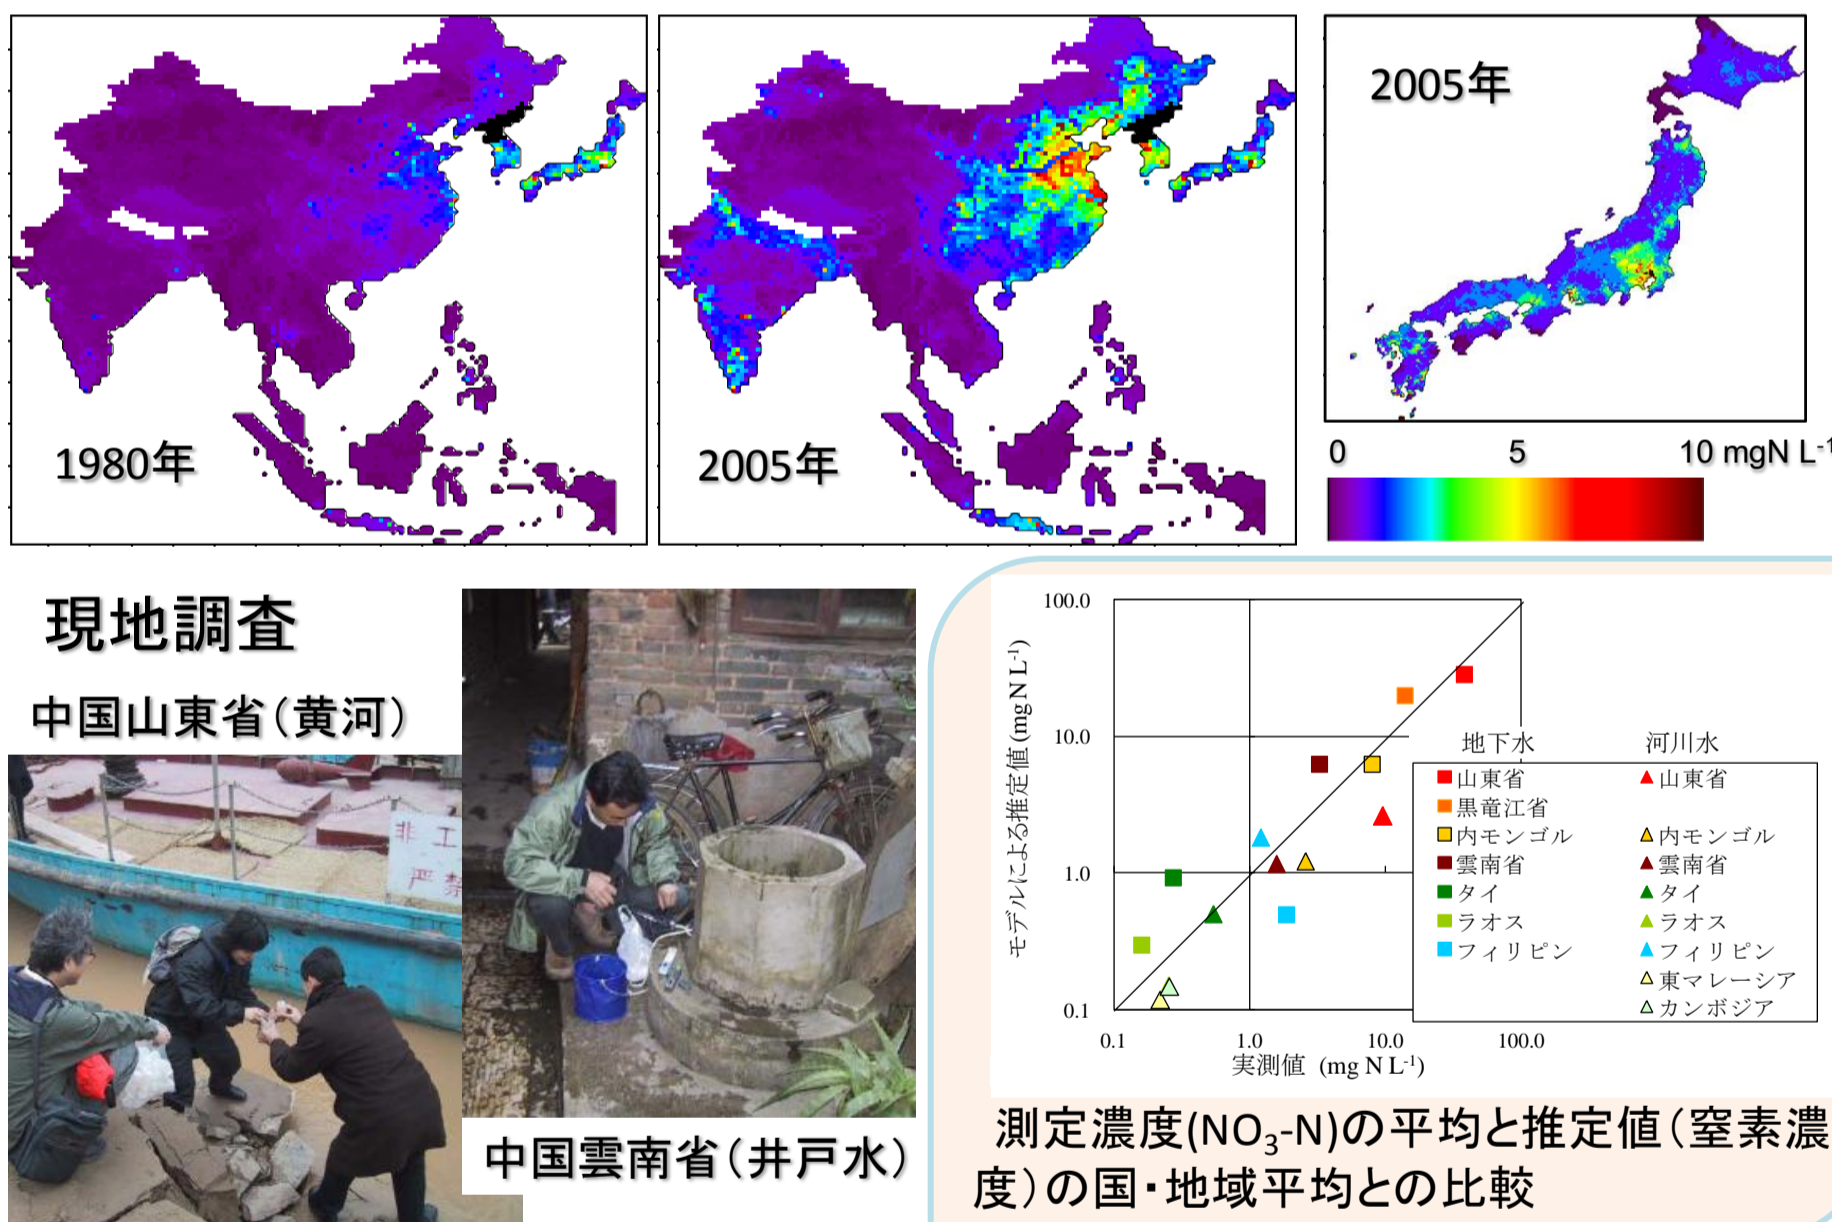 1980年
2005年
2005年
0 5 10 mgN L⁻¹
現地調査
中国山東省（黄河）
非 工
严 禁
中国雲南省（井戸水）
モデルによる推定値 (mg N L⁻¹)
100.0
10.0
1.0
0.1
0.1 1.0 10.0 100.0
実測値 (mg N L⁻¹)
地下水 河川水
山東省 山東省
黒竜江省
内モンゴル 内モンゴル
雲南省 雲南省
タイ タイ
ラオス ラオス
フィリピン フィリピン
東マレーシア
カンボジア
測定濃度(NO₃-N)の平均と推定値（窒素濃
度）の国・地域平均との比較